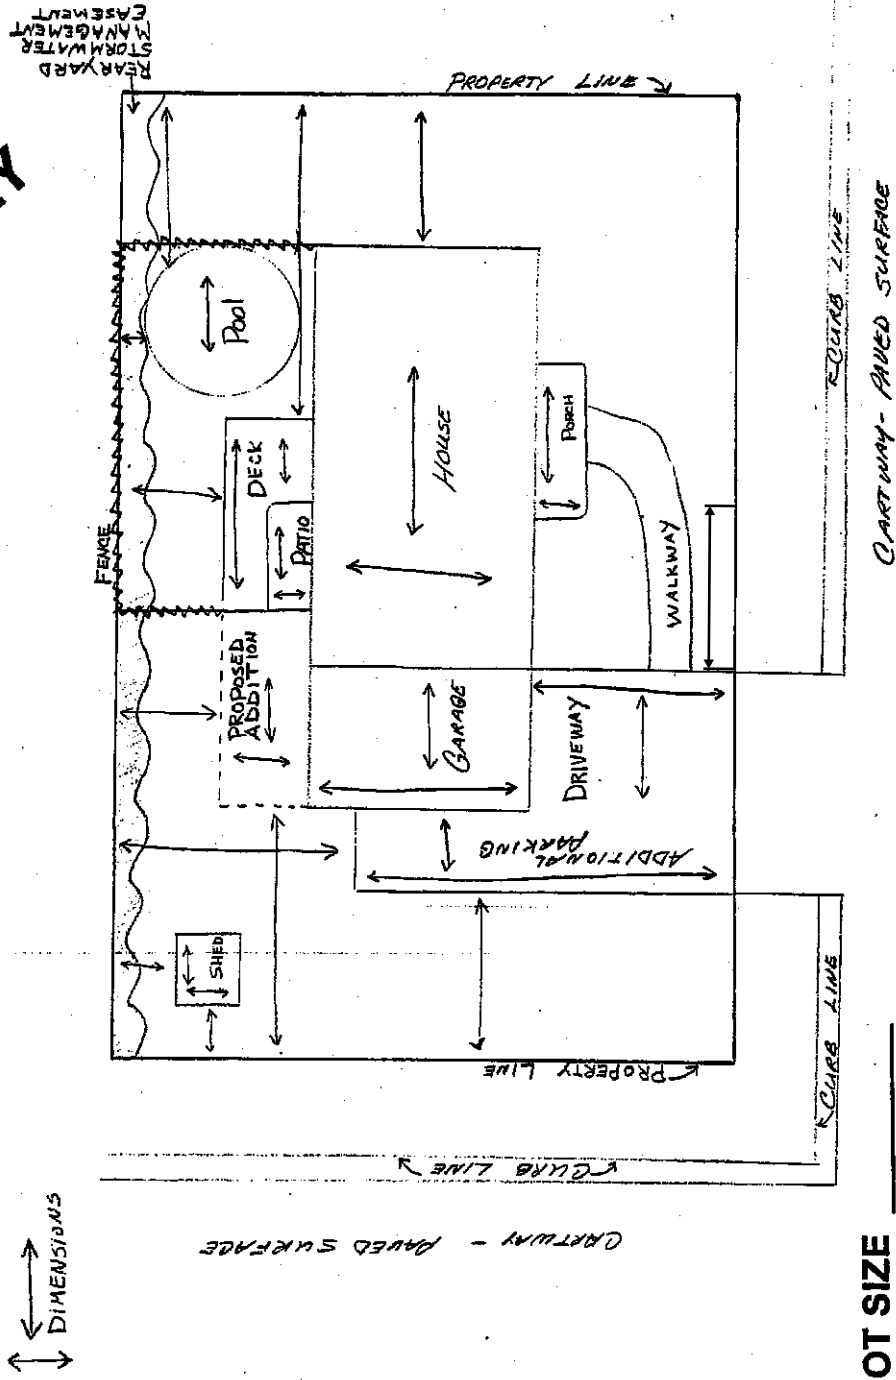 REARYARD
STORMWATER
MANAGEMENT
EASEMENT
PROPERTY LINE
Pool
DECK
PATIO
FENCE
HOUSE
PORCH
WALKWAY
CURB LINE
CARTWAY - PAVED SURFACE
PROPOSED
ADDITION
GARAGE
DRIVEWAY
ADDITIONAL
PARKING
SHED
PROPERTY LINE
CURB LINE
CURB LINE
CARTWAY - PAVED SURFACE
DIMENSIONS
OT SIZE